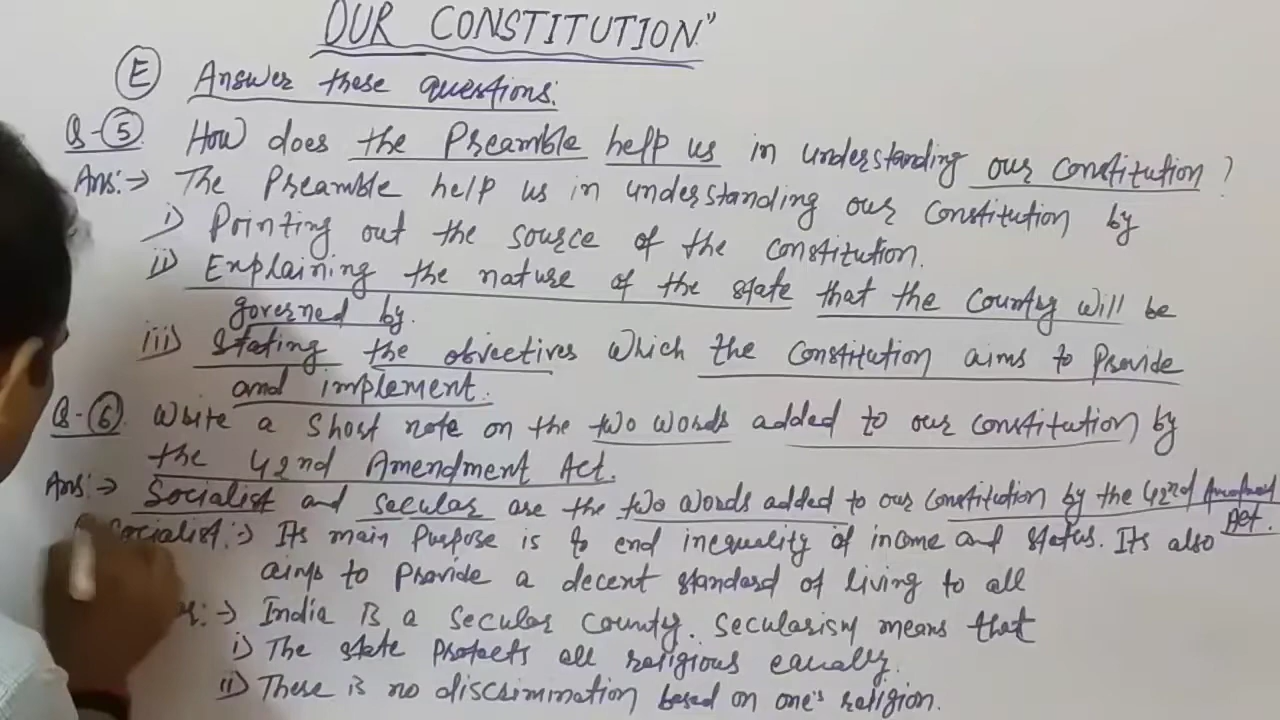 OUR CONSTITUTION"
(E) Answer these questions:
Q-(5) How does the Preamble help us in understanding our constitution?
Ans:→ The Preamble help us in understanding our constitution by
i) Pointing out the source of the constitution.
ii) Explaining the nature of the state that the county will be
governed by.
iii) Stating the obvectives which the constitution aims to provide
and implement.
Q-(6) Write a short note on the two words added to our constitution by
the 42nd Amendment Act.
Ans:→ Socialist and secular are the two words added to our constitution by the 42nd Amendment
Act.
Socialist:→ Its main purpose is to end inequality of income and status. Its also
aims to provide a decent standard of living to all
:→ India is a secular county. Secularism means that
i) The state protects all religious equally.
ii) There is no discrimination based on one's religion.